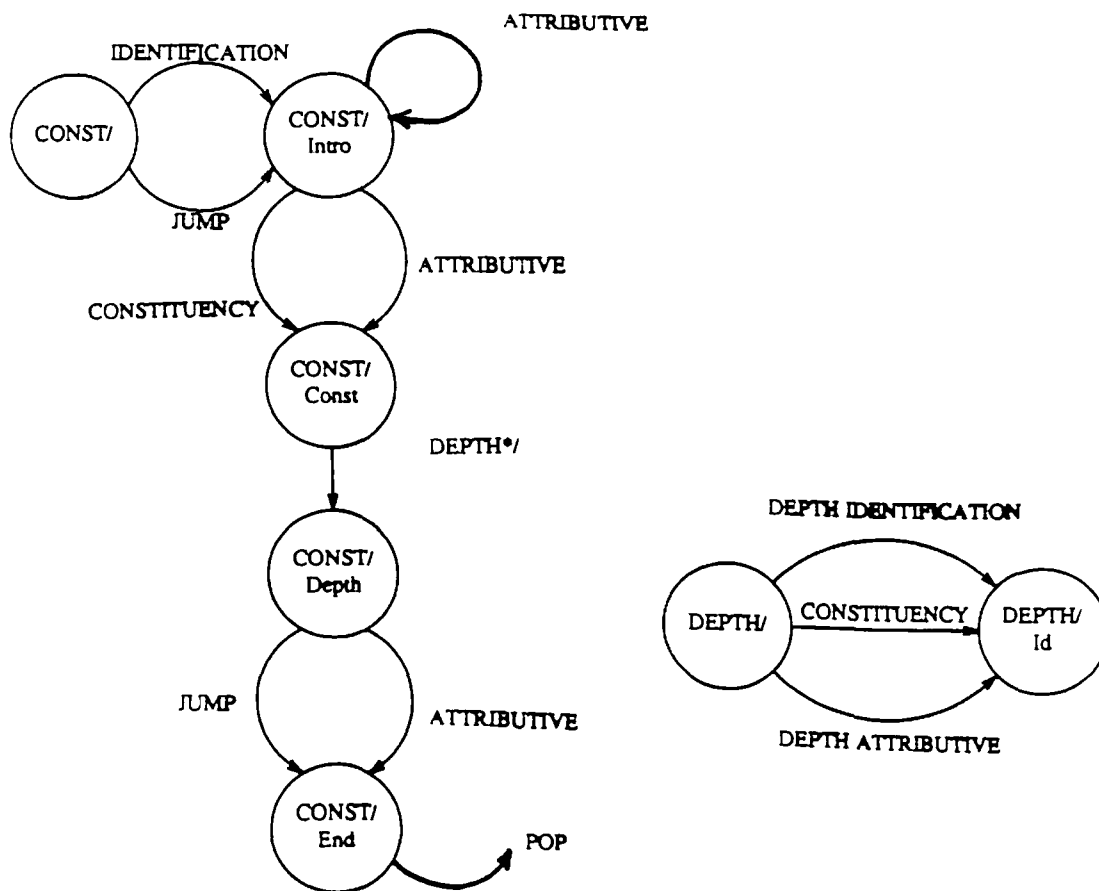 ATTRIBUTIVE
IDENTIFICATION
CONST/
CONST/
Intro
JUMP
ATTRIBUTIVE
CONSTITUENCY
CONST/
Const
DEPTH*/
CONST/
Depth
DEPTH IDENTIFICATION
DEPTH/
CONSTITUENCY
DEPTH/
Id
JUMP
ATTRIBUTIVE
DEPTH ATTRIBUTIVE
CONST/
End
POP